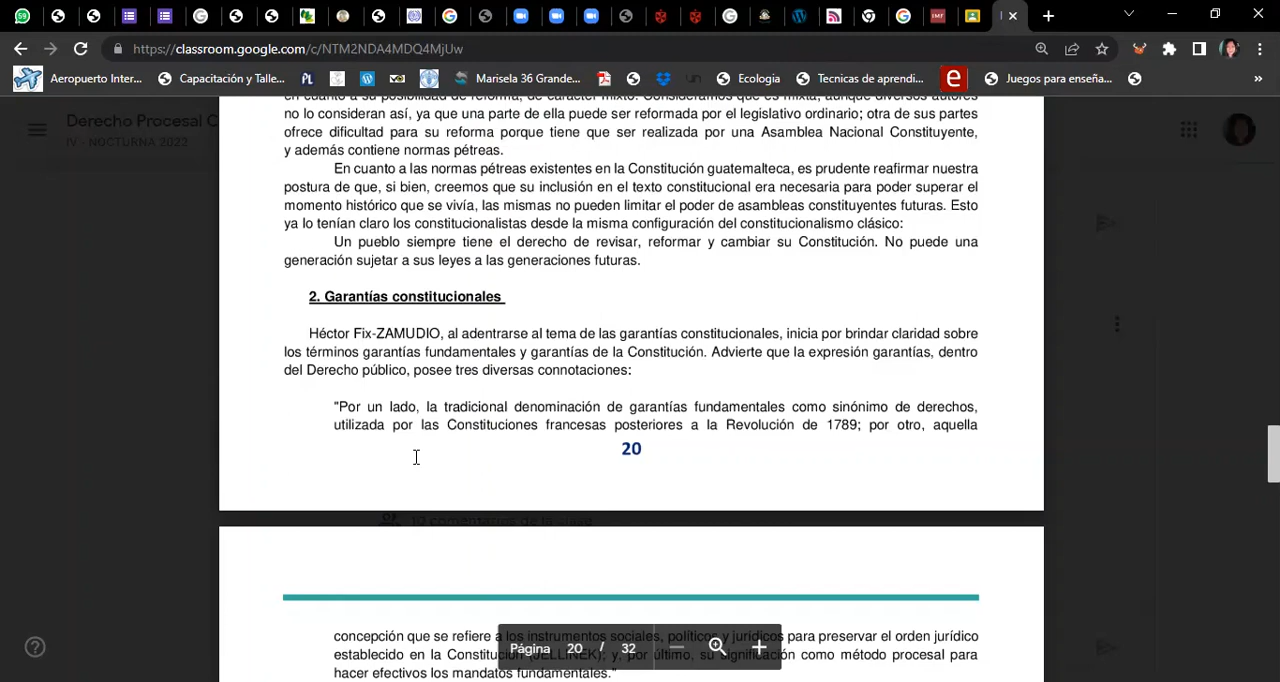 https://classroom.google.com/c/NTM2NDA4MDQ4MjUw
Aeropuerto Inter...
Capacitación y Talle...
Marisela 36 Grande...
Ecologia
Tecnicas de aprendi...
Juegos para enseña...
»
Derecho Procesal C
IV - NOCTURNA 2022
en cuanto a su posibilidad de reforma, de carácter mixto. Consideramos que es mixta, aunque diversos autores
no lo consideran así, ya que una parte de ella puede ser reformada por el legislativo ordinario; otra de sus partes
ofrece dificultad para su reforma porque tiene que ser realizada por una Asamblea Nacional Constituyente,
y además contiene normas pétreas.
En cuanto a las normas pétreas existentes en la Constitución guatemalteca, es prudente reafirmar nuestra
postura de que, si bien, creemos que su inclusión en el texto constitucional era necesaria para poder superar el
momento histórico que se vivía, las mismas no pueden limitar el poder de asambleas constituyentes futuras. Esto
ya lo tenían claro los constitucionalistas desde la misma configuración del constitucionalismo clásico:
Un pueblo siempre tiene el derecho de revisar, reformar y cambiar su Constitución. No puede una
generación sujetar a sus leyes a las generaciones futuras.
2. Garantías constitucionales
Héctor Fix-ZAMUDIO, al adentrarse al tema de las garantías constitucionales, inicia por brindar claridad sobre
los términos garantías fundamentales y garantías de la Constitución. Advierte que la expresión garantías, dentro
del Derecho público, posee tres diversas connotaciones:
"Por un lado, la tradicional denominación de garantías fundamentales como sinónimo de derechos,
utilizada por las Constituciones francesas posteriores a la Revolución de 1789; por otro, aquella
20
10 comentarios de la clase
concepción que se refiere a los instrumentos sociales, políticos y jurídicos para preservar el orden jurídico
establecido en la Constitución (JELLINEK); y, por último, su significación como método procesal para
hacer efectivos los mandatos fundamentales."
Página 20 / 32